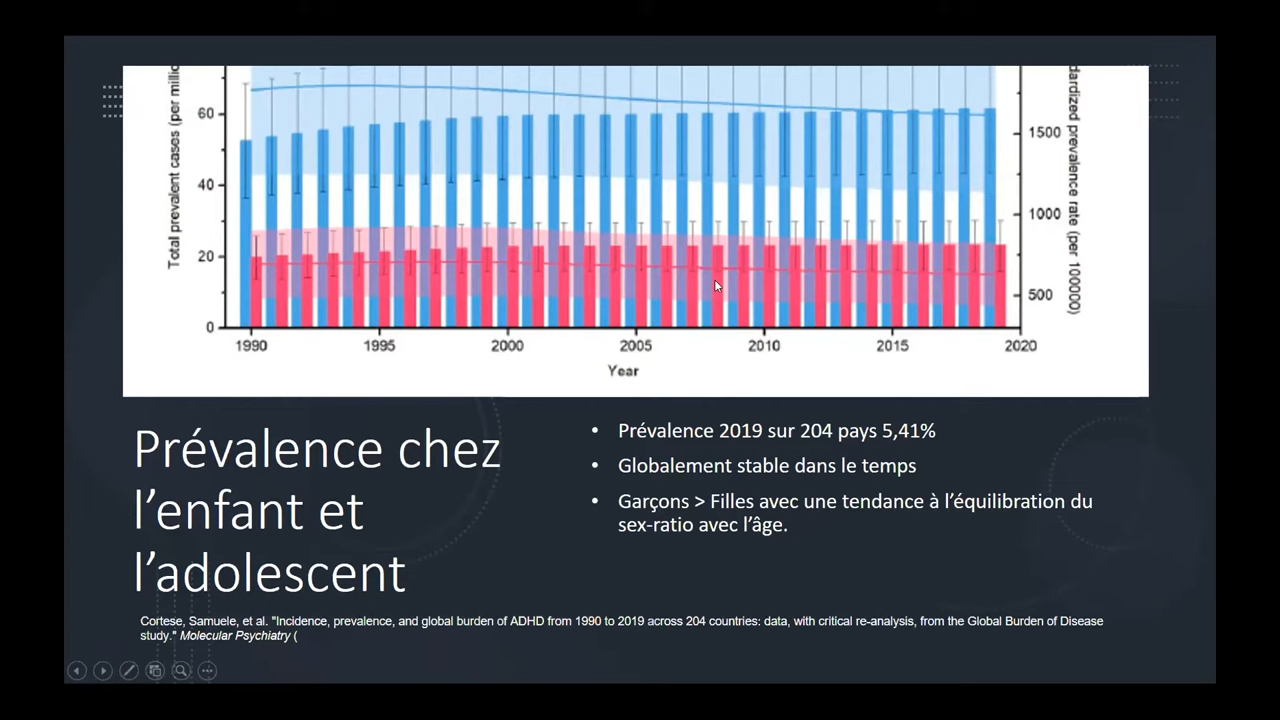 Total prevalent cases (per millio
60
40
20
0
1500
1000
500
dardized prevalence rate (per 100000)
1990 1995 2000 2005 2010 2015 2020
Year
Prévalence chez
l'enfant et
l'adolescent
• Prévalence 2019 sur 204 pays 5,41%
• Globalement stable dans le temps
• Garçons > Filles avec une tendance à l'équilibration du
sex-ratio avec l'âge.
Cortese, Samuele, et al. "Incidence, prevalence, and global burden of ADHD from 1990 to 2019 across 204 countries: data, with critical re-analysis, from the Global Burden of Disease
study." Molecular Psychiatry (